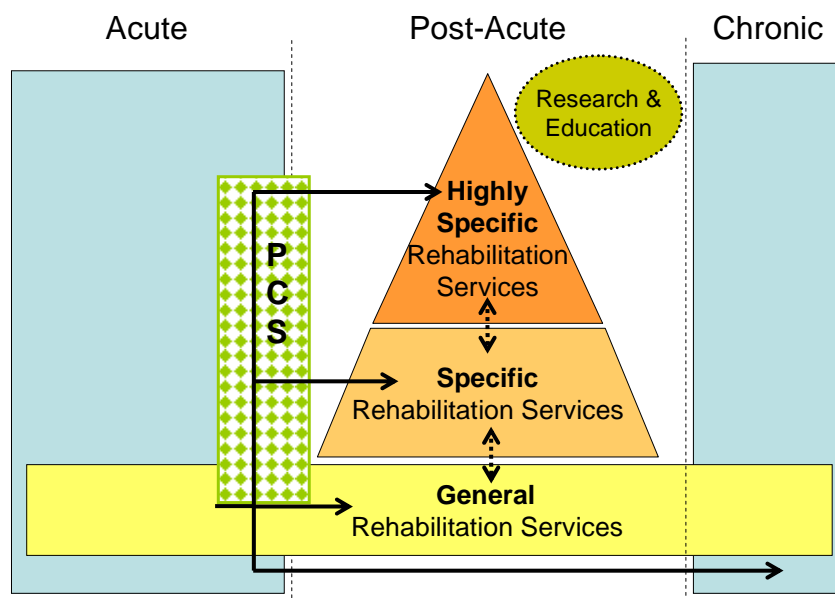 Acute
Post-Acute
Chronic
Research &
Education
Highly
Specific
Rehabilitation
Services
P
C
S
Specific
Rehabilitation Services
General
Rehabilitation Services